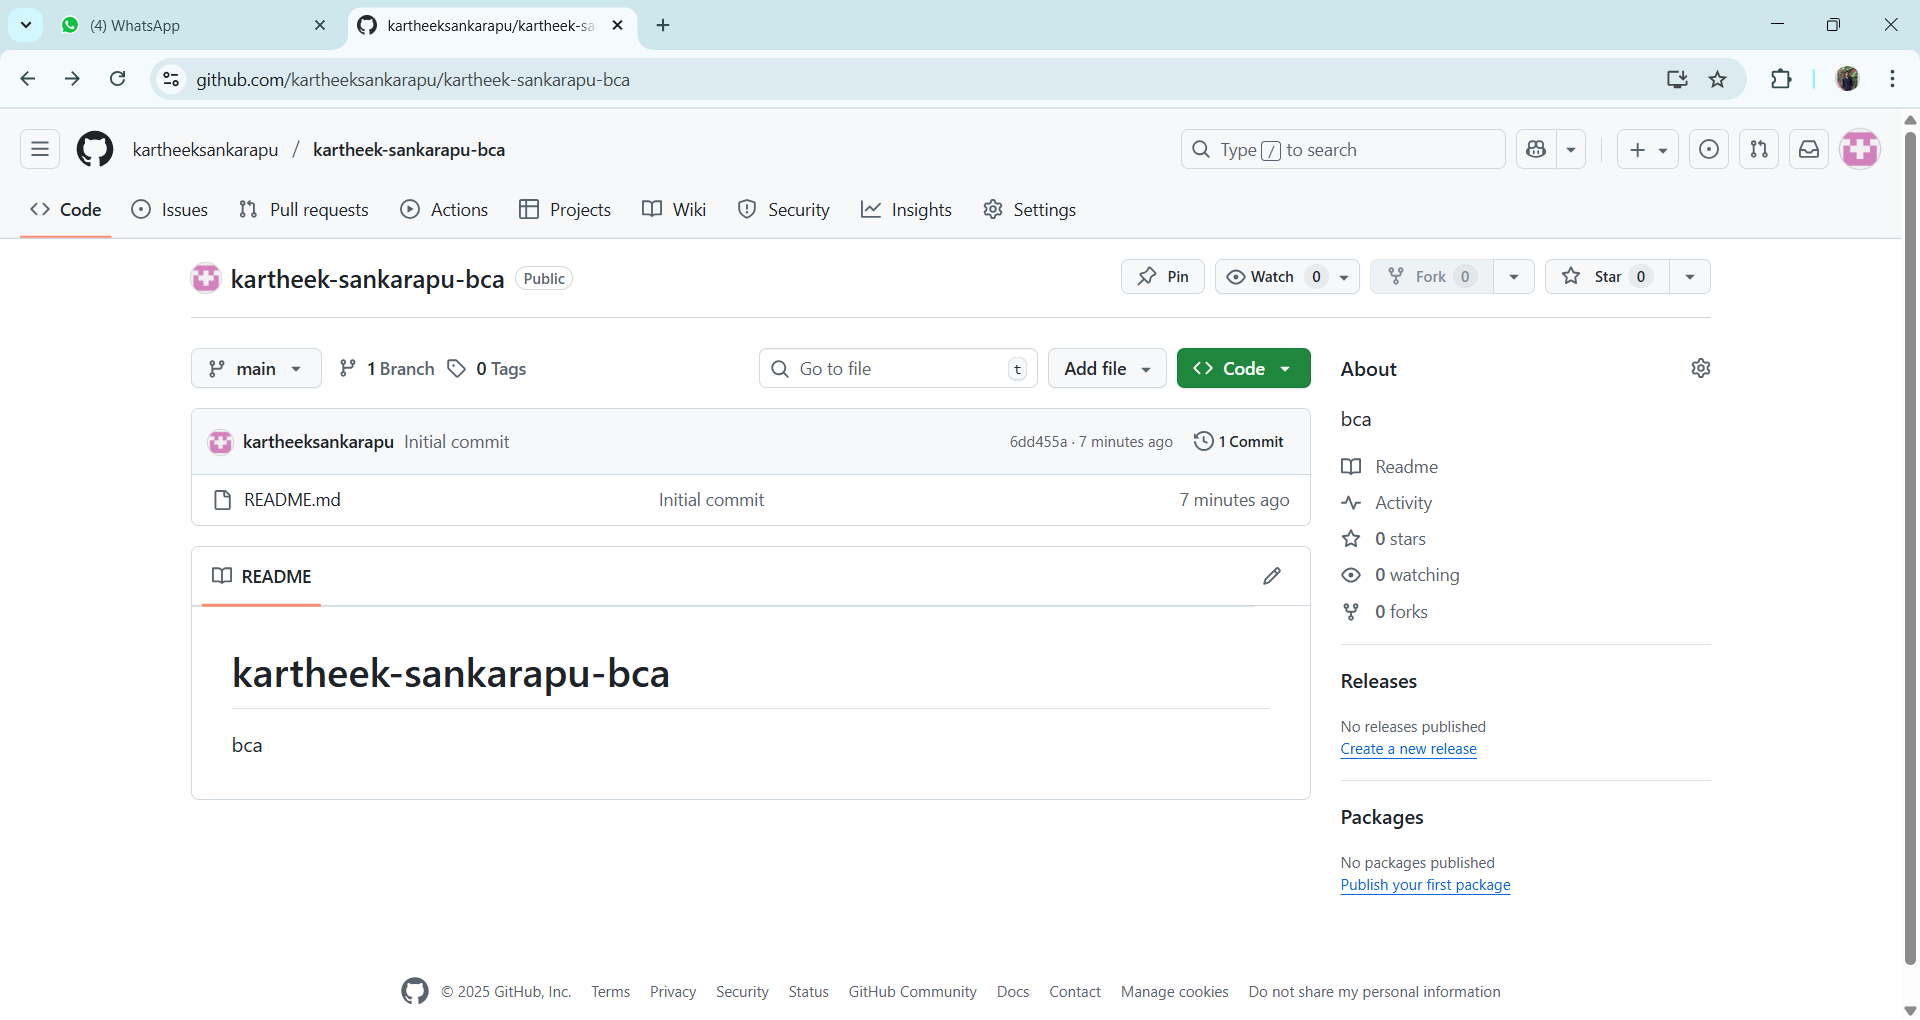 (4) WhatsApp
kartheeksankarapu/kartheek-sa
github.com/kartheeksankarapu/kartheek-sankarapu-bca
kartheeksankarapu / kartheek-sankarapu-bca
Type / to search
Code Issues Pull requests Actions Projects Wiki Security Insights Settings
kartheek-sankarapu-bca Public
Pin Watch 0 Fork 0 Star 0
main 1 Branch 0 Tags Go to file t Add file Code
kartheeksankarapu Initial commit 6dd455a · 7 minutes ago 1 Commit
README.md Initial commit 7 minutes ago
README
kartheek-sankarapu-bca
bca
About
bca
Readme
Activity
0 stars
0 watching
0 forks
Releases
No releases published
Create a new release
Packages
No packages published
Publish your first package
© 2025 GitHub, Inc. Terms Privacy Security Status GitHub Community Docs Contact Manage cookies Do not share my personal information